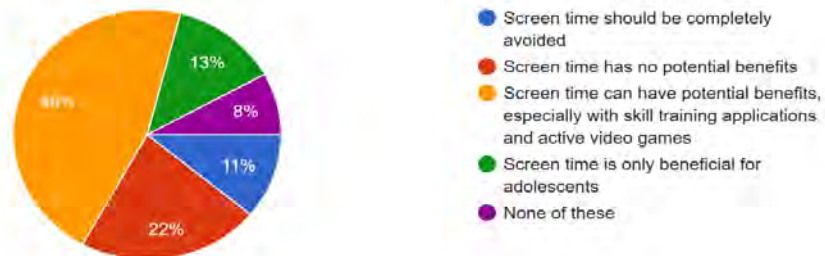 13%
8%
11%
22%
Screen time should be completely
avoided
Screen time has no potential benefits
Screen time can have potential benefits,
especially with skill training applications
and active video games
Screen time is only beneficial for
adolescents
None of these